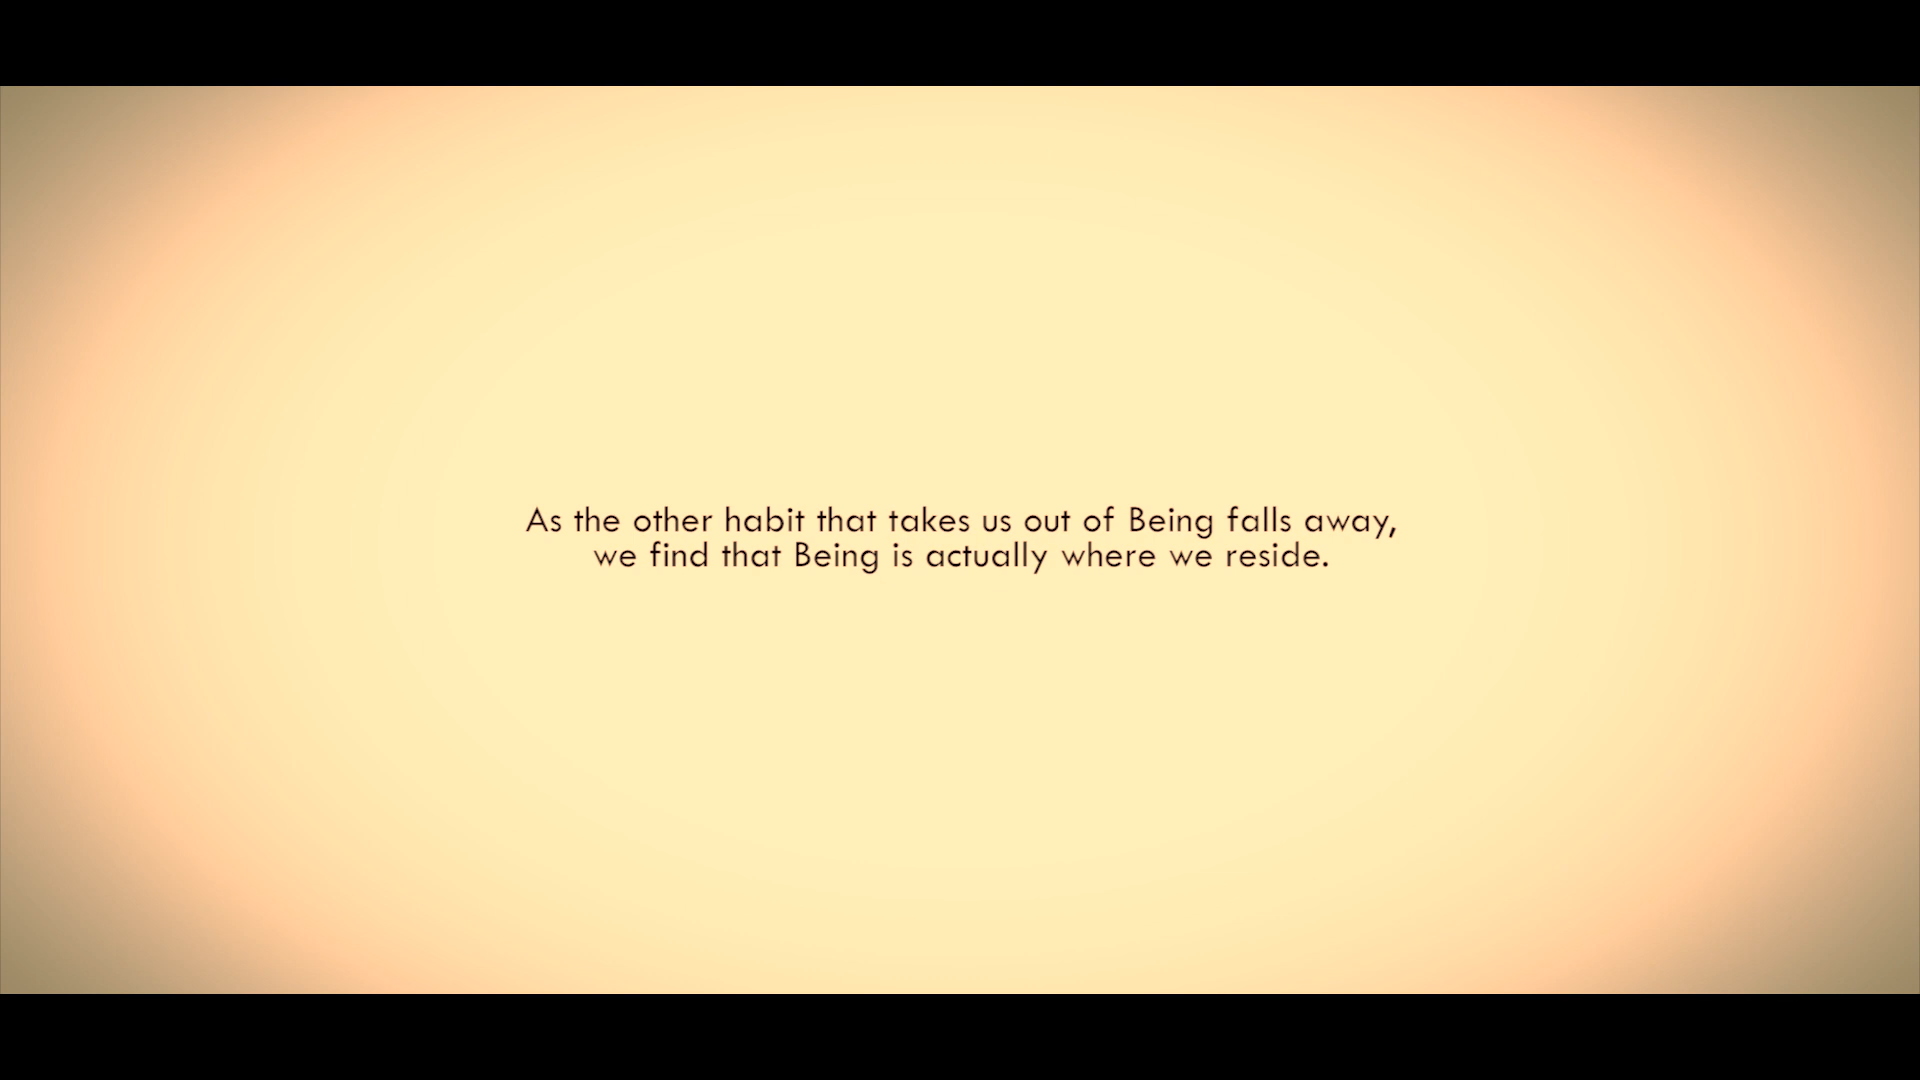 As the other habit that takes us out of Being falls away,
we find that Being is actually where we reside.